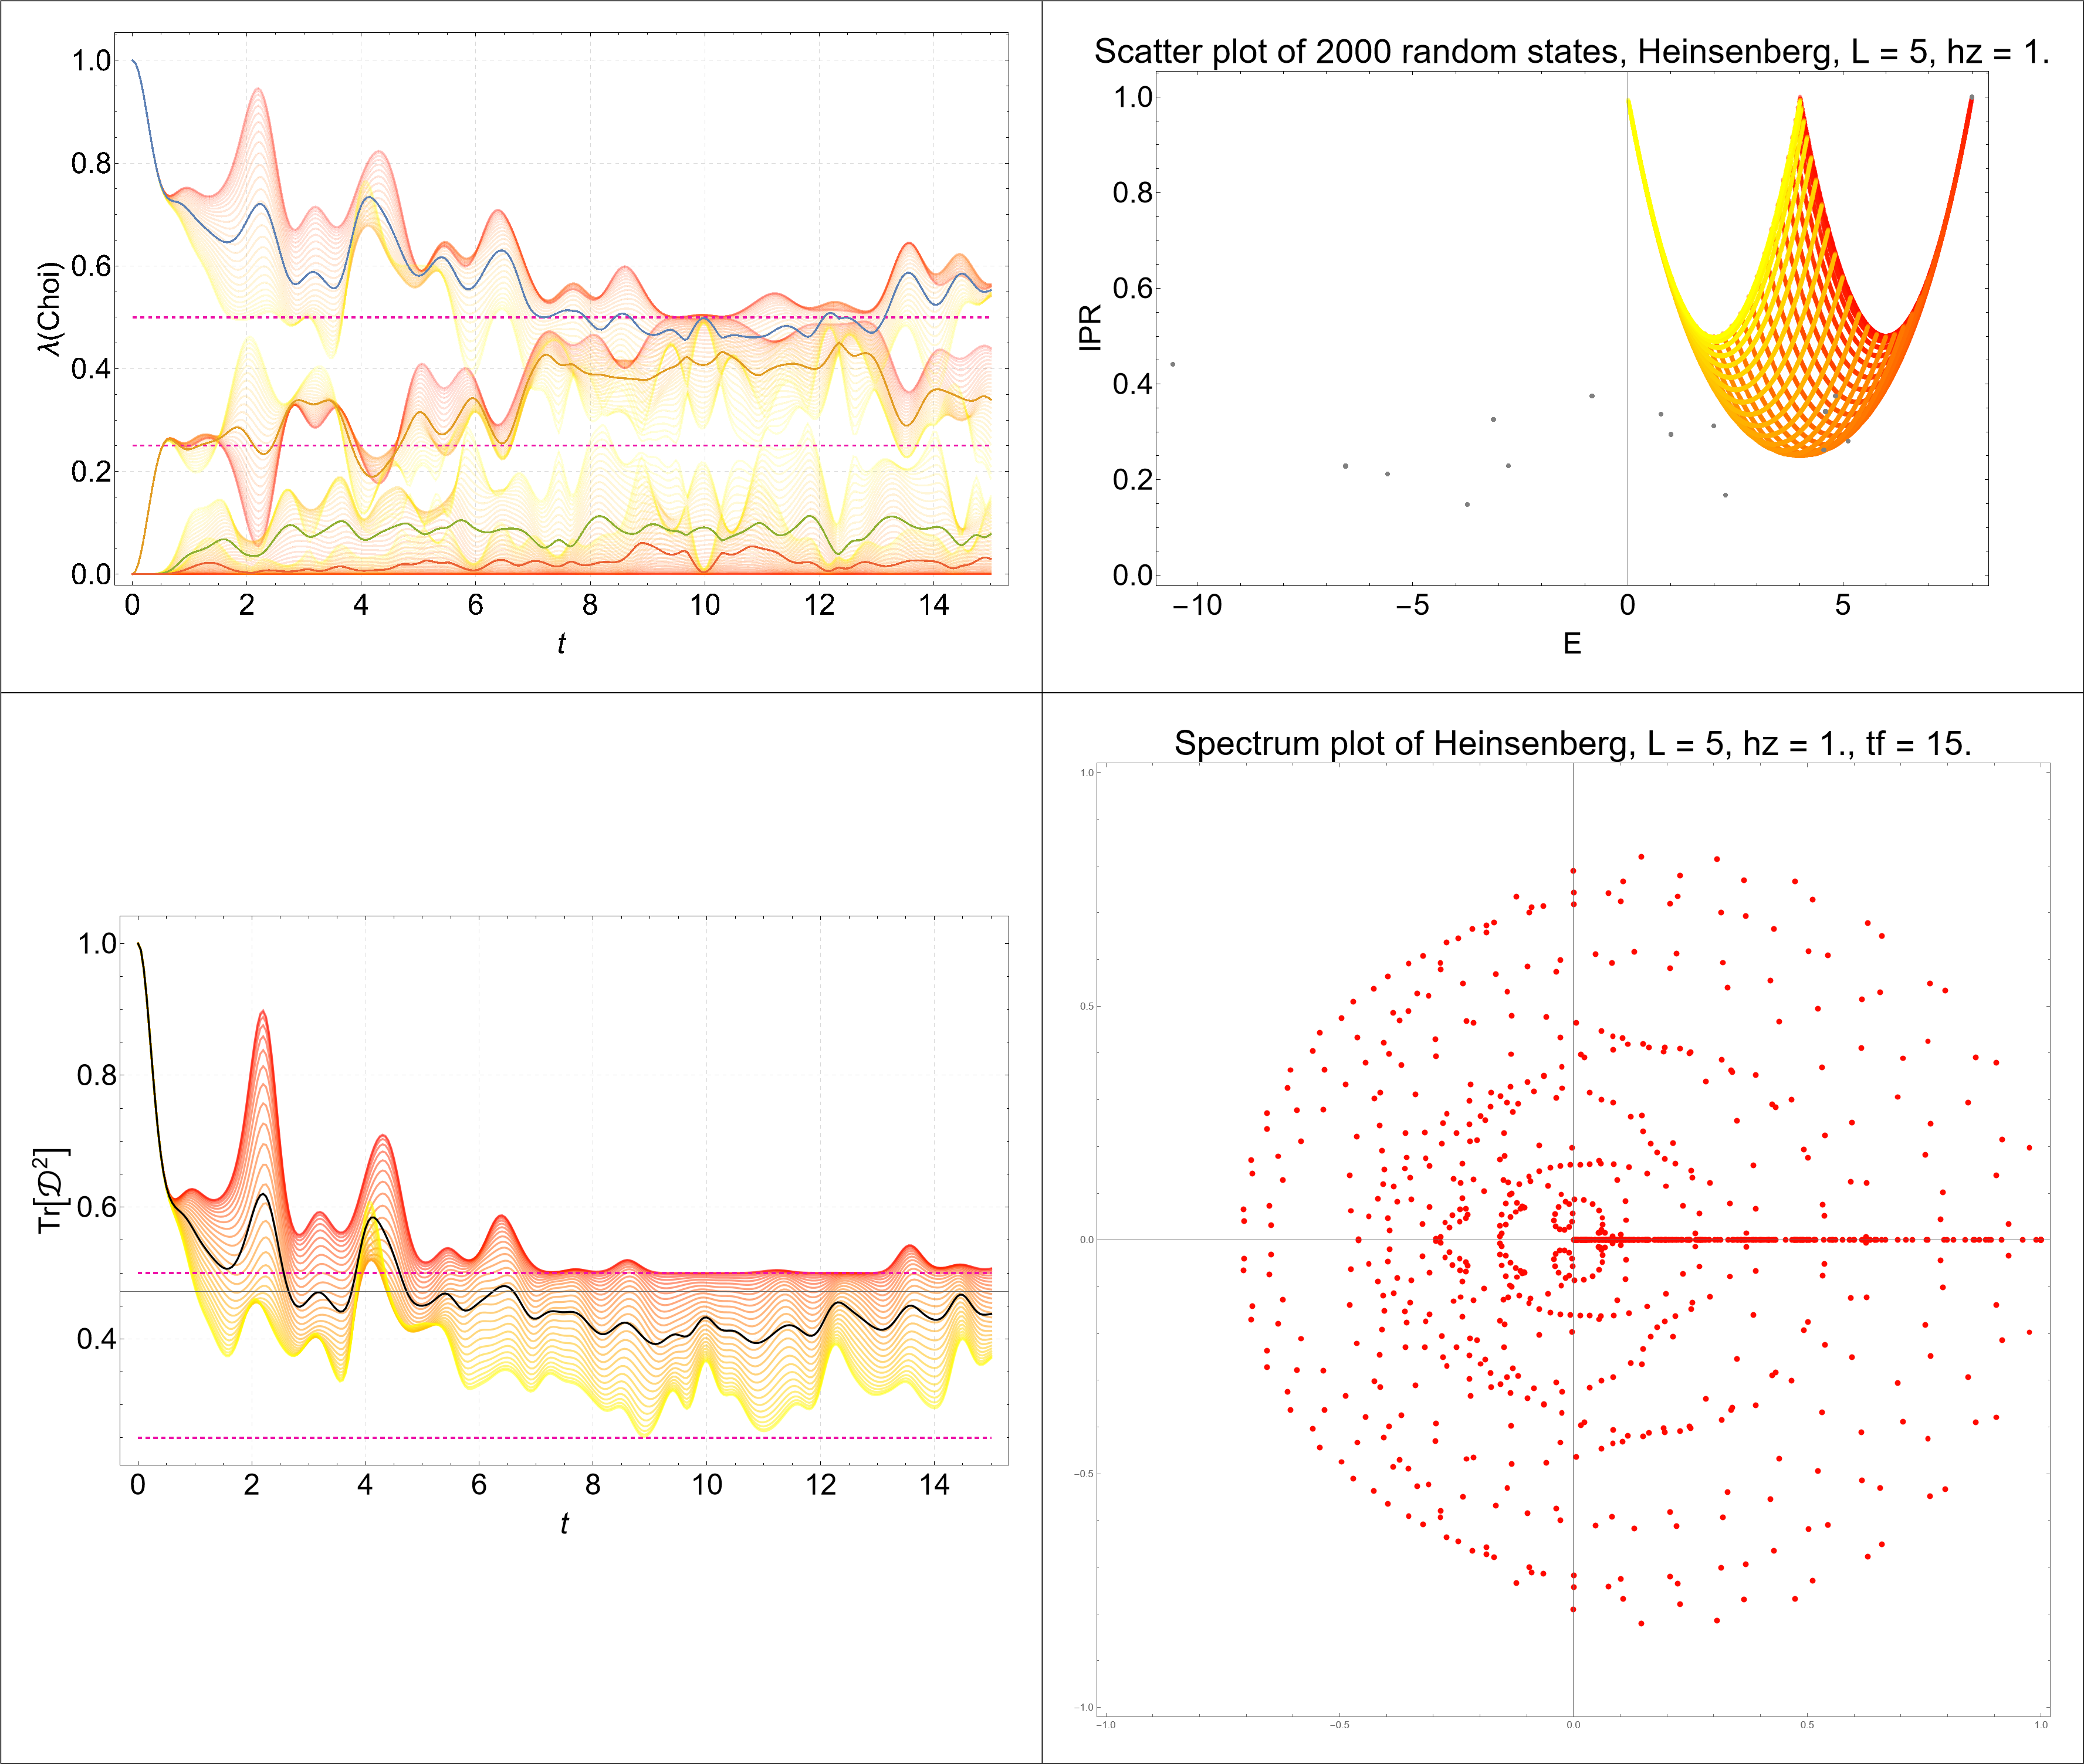 1.0
0.8
0.6
0.4
0.2
0.0
λ(Choi)
0 2 4 6 8 10 12 14
t
Scatter plot of 2000 random states, Heinsenberg, L = 5, hz = 1.
1.0
0.8
0.6
0.4
0.2
0.0
IPR
−10 −5 0 5
E
1.0
0.8
0.6
0.4
Tr[𝒟²]
0 2 4 6 8 10 12 14
t
Spectrum plot of Heinsenberg, L = 5, hz = 1., tf = 15.
1.0
0.5
0.0
−0.5
−1.0
−1.0 −0.5 0.0 0.5 1.0